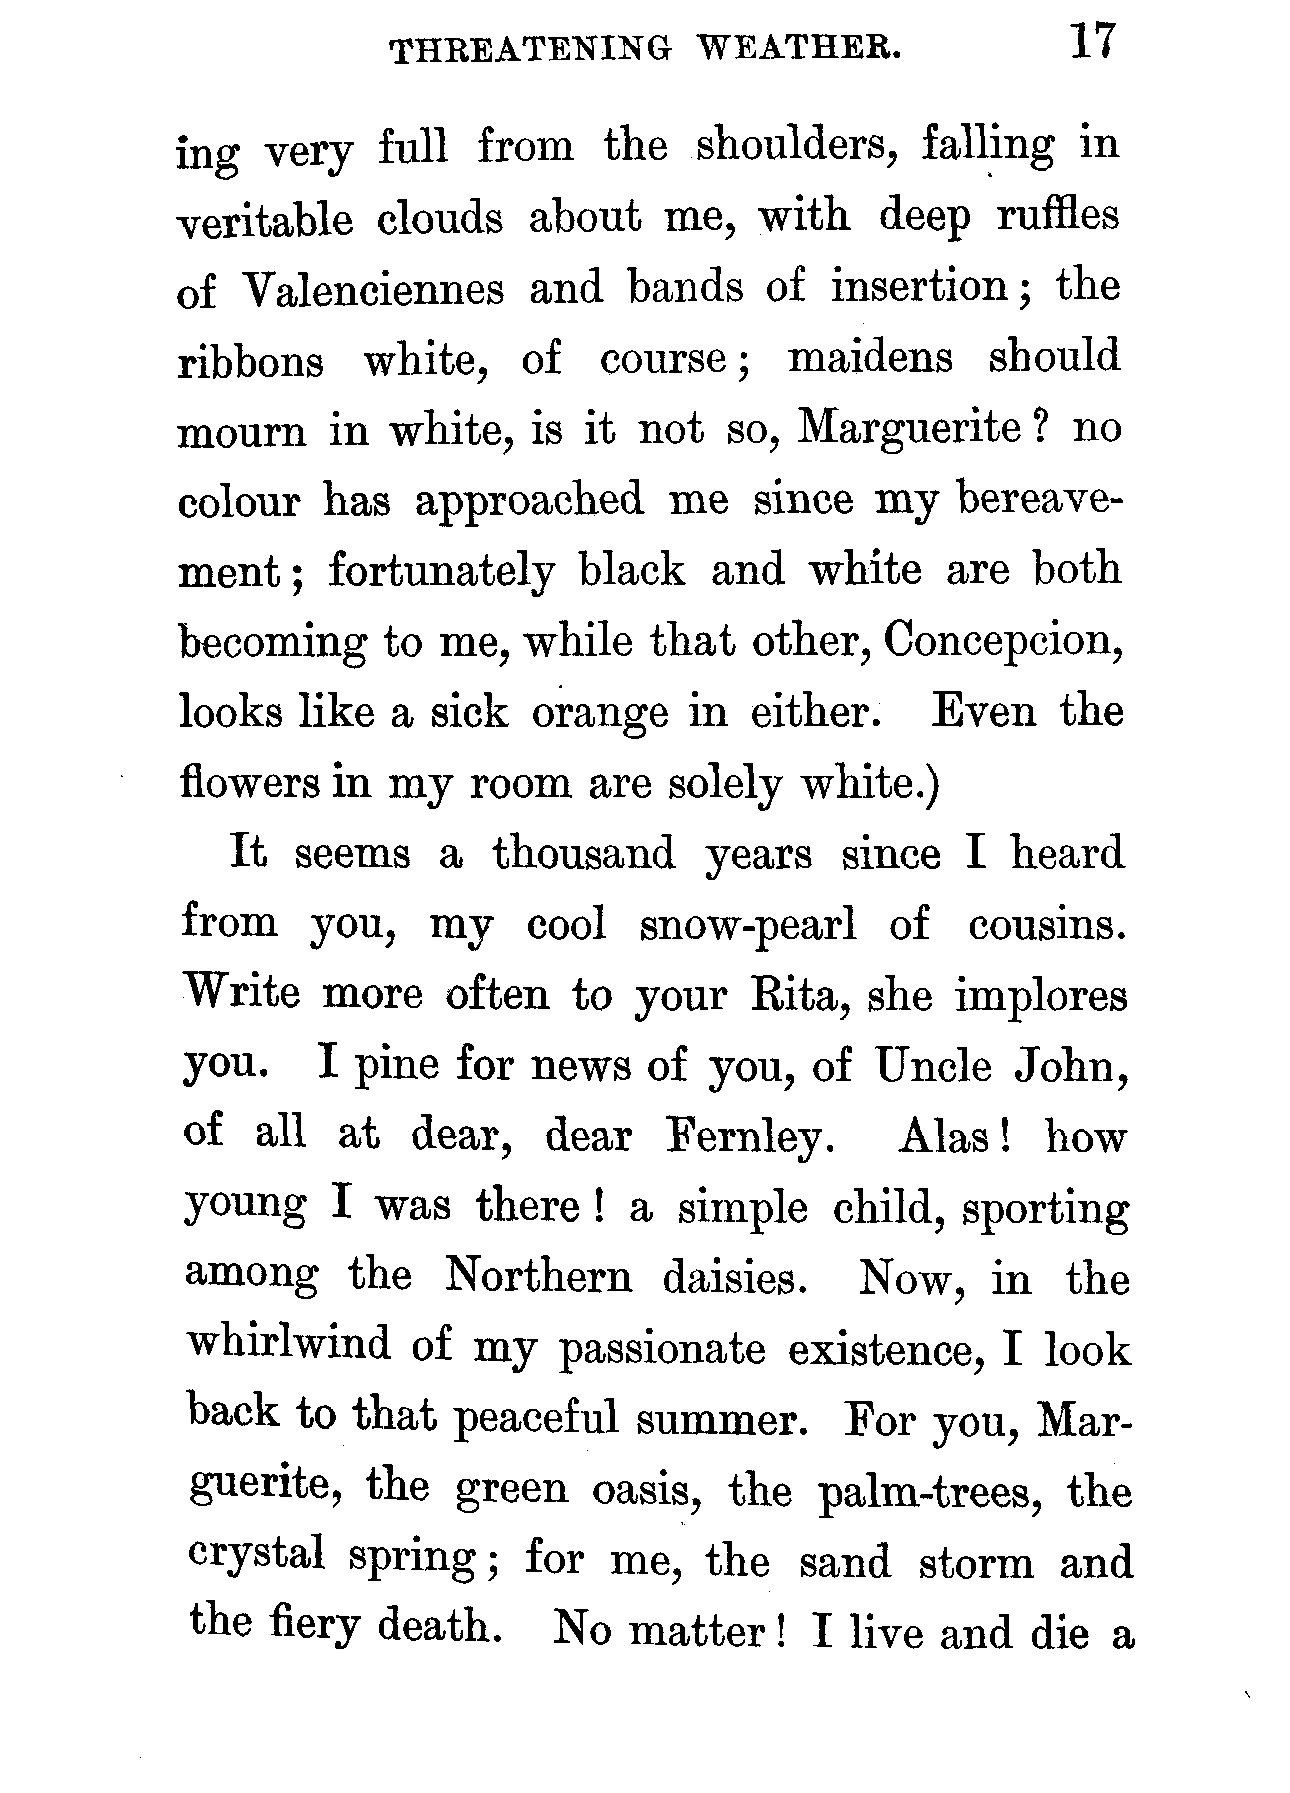 THREATENING WEATHER. 17
ing very full from the shoulders, falling in
veritable clouds about me, with deep ruffles
of Valenciennes and bands of insertion; the
ribbons white, of course; maidens should
mourn in white, is it not so, Marguerite? no
colour has approached me since my bereave-
ment; fortunately black and white are both
becoming to me, while that other, Concepcion,
looks like a sick orange in either. Even the
flowers in my room are solely white.)
It seems a thousand years since I heard
from you, my cool snow-pearl of cousins.
Write more often to your Rita, she implores
you. I pine for news of you, of Uncle John,
of all at dear, dear Fernley. Alas! how
young I was there! a simple child, sporting
among the Northern daisies. Now, in the
whirlwind of my passionate existence, I look
back to that peaceful summer. For you, Mar-
guerite, the green oasis, the palm-trees, the
crystal spring; for me, the sand storm and
the fiery death. No matter! I live and die a